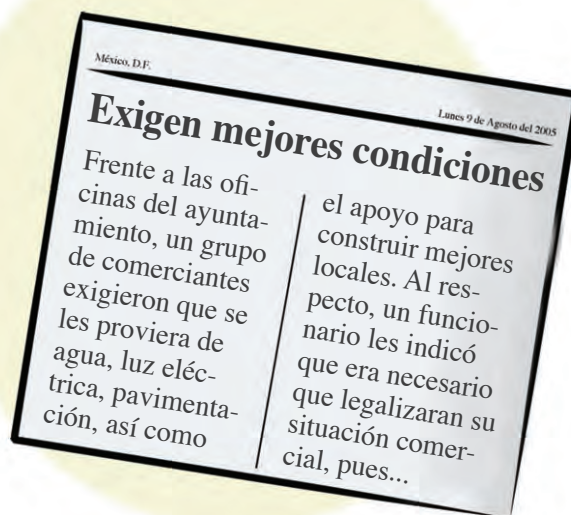 México, D.F.
Lunes 9 de Agosto del 2005
Exigen mejores condiciones
Frente a las ofi-
cinas del ayunta-
miento, un grupo
de comerciantes
exigieron que se
les proviera de
agua, luz eléc-
trica, pavimenta-
ción, así como
el apoyo para
construir mejores
locales. Al res-
pecto, un funcio-
nario les indicó
que era necesario
que legalizaran su
situación comer-
cial, pues...